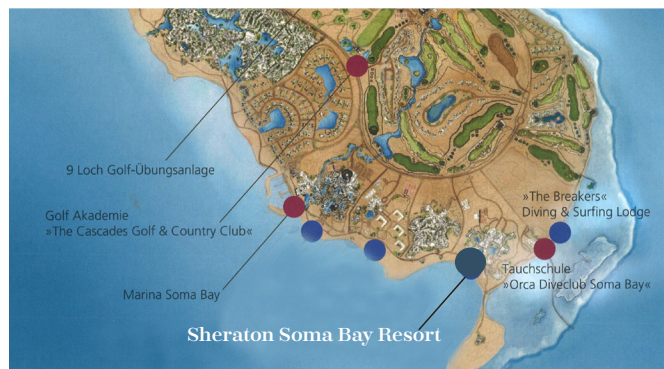 9 Loch Golf-Übungsanlage
Golf Akademie
»The Cascades Golf & Country Club«
Marina Soma Bay
»The Breakers«
Diving & Surfing Lodge
Tauchschule
»Orca Diveclub Soma Bay«
Sheraton Soma Bay Resort